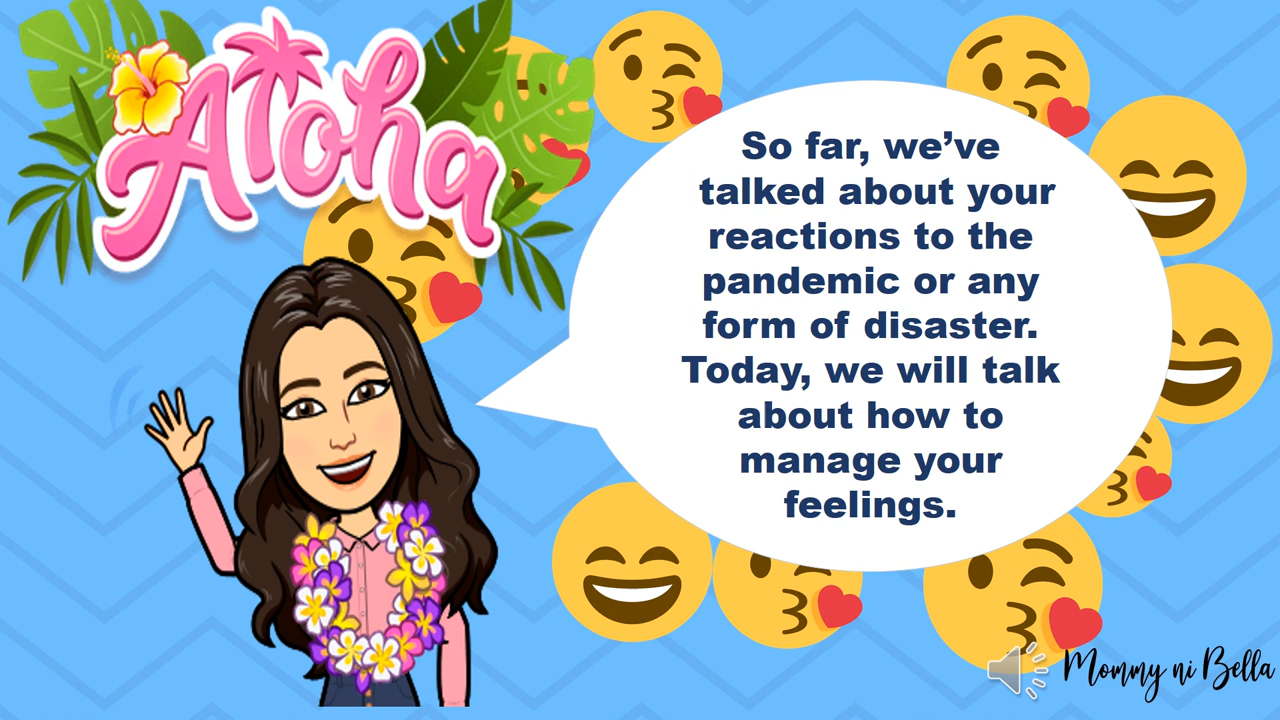 Aloha
So far, we’ve
talked about your
reactions to the
pandemic or any
form of disaster.
Today, we will talk
about how to
manage your
feelings.
Mommy ni Bella